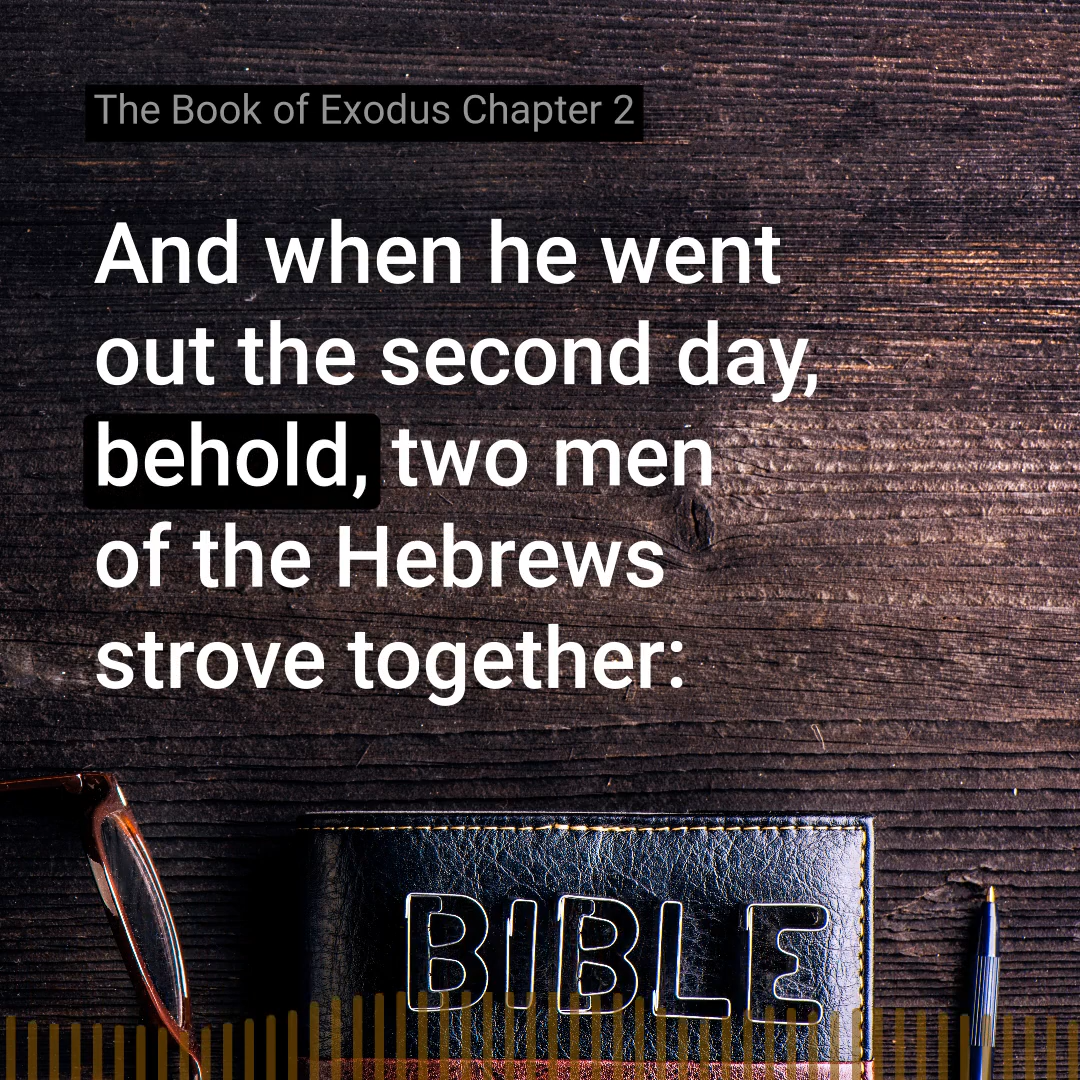 The Book of Exodus Chapter 2
And when he went
out the second day,
behold, two men
of the Hebrews
strove together:
BIBLE